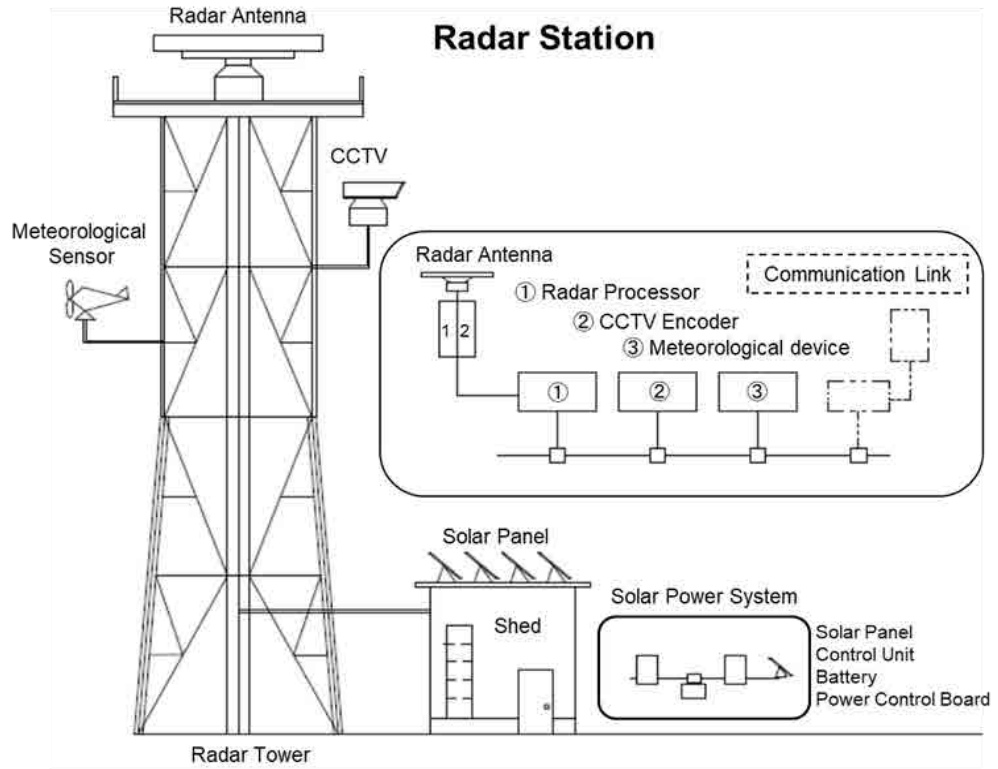 Radar Antenna
Radar Station
CCTV
Meteorological
Sensor
Radar Antenna
Communication Link
① Radar Processor
② CCTV Encoder
③ Meteorological device
1 2
① ② ③
Solar Panel
Shed
Solar Power System
Solar Panel
Control Unit
Battery
Power Control Board
Radar Tower